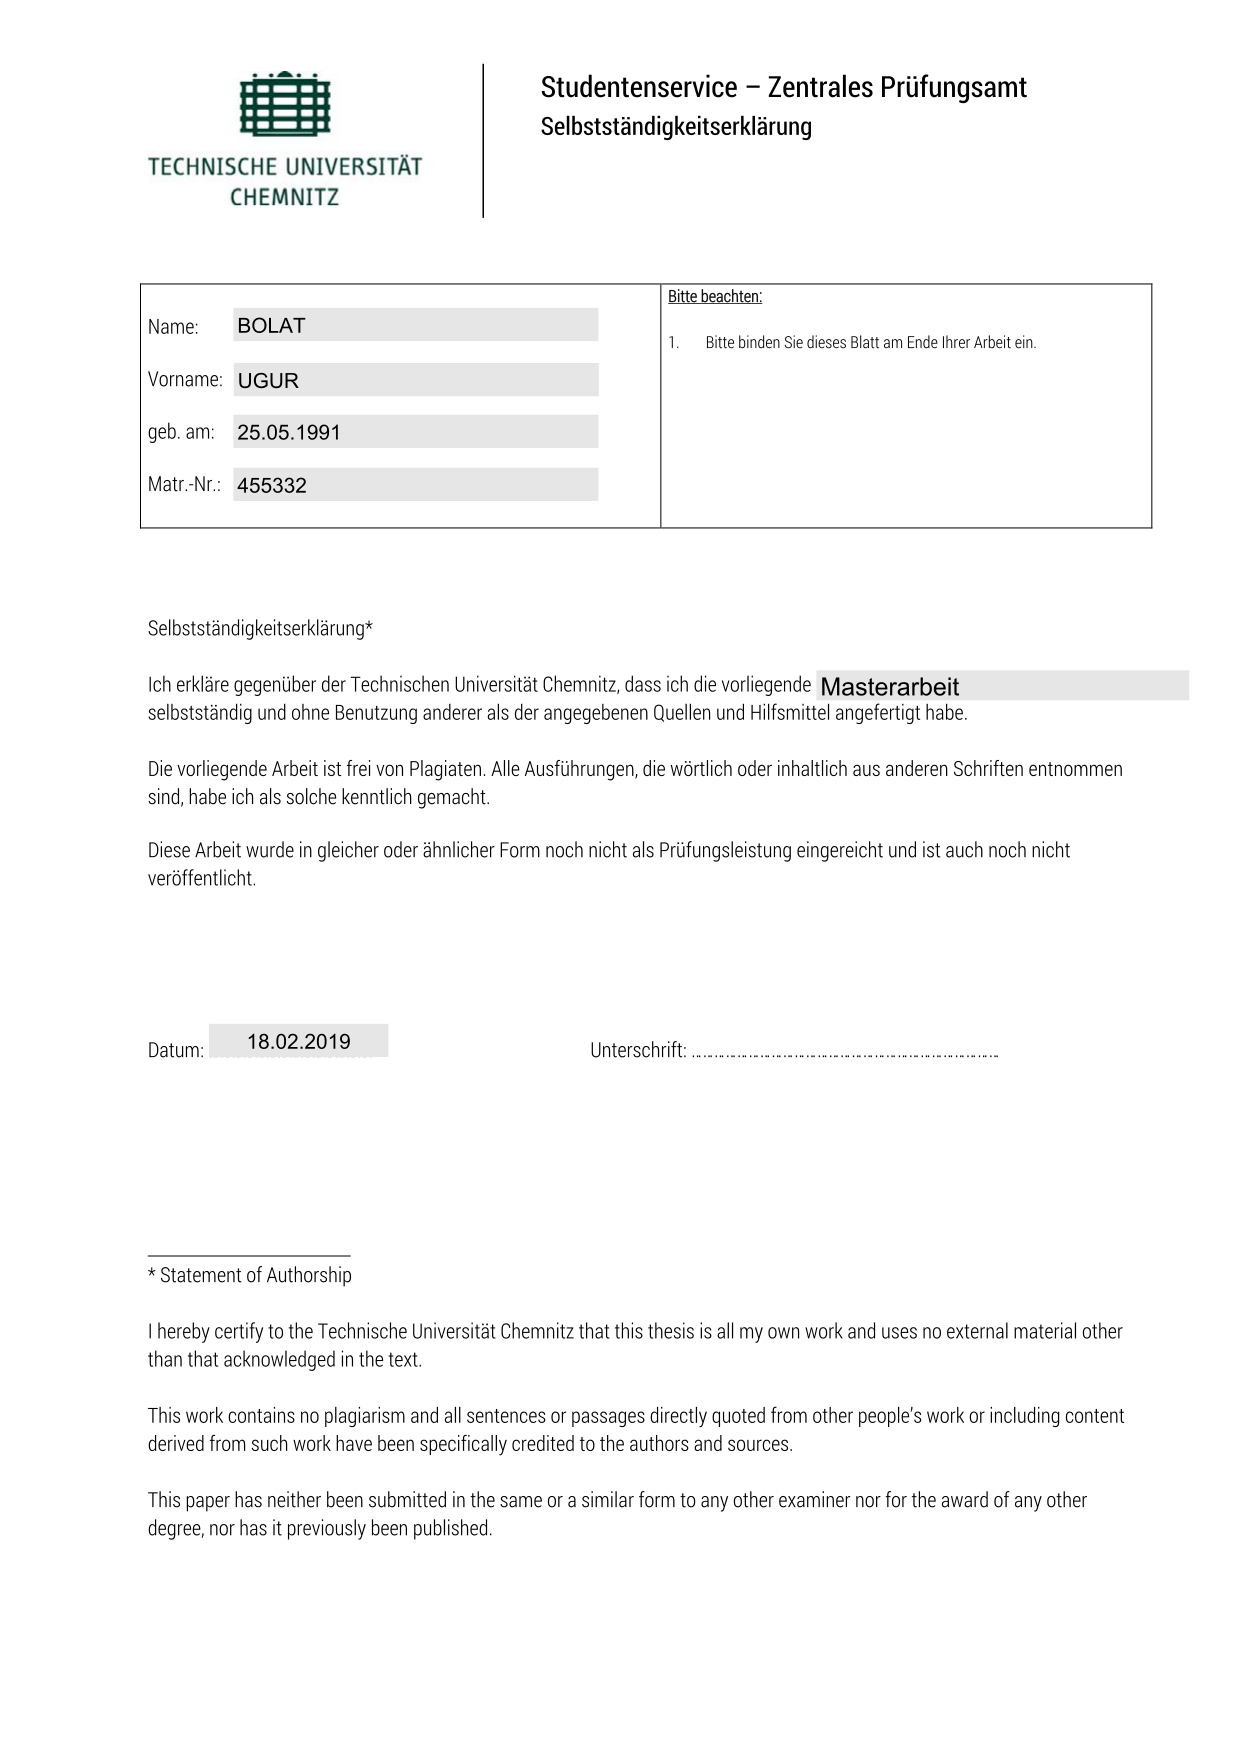 TECHNISCHE UNIVERSITÄT
CHEMNITZ
Studentenservice – Zentrales Prüfungsamt
Selbstständigkeitserklärung
Name: BOLAT
Vorname: UGUR
geb. am: 25.05.1991
Matr.-Nr.: 455332
Bitte beachten:
1. Bitte binden Sie dieses Blatt am Ende Ihrer Arbeit ein.
Selbstständigkeitserklärung*
Ich erkläre gegenüber der Technischen Universität Chemnitz, dass ich die vorliegende Masterarbeit
selbstständig und ohne Benutzung anderer als der angegebenen Quellen und Hilfsmittel angefertigt habe.
Die vorliegende Arbeit ist frei von Plagiaten. Alle Ausführungen, die wörtlich oder inhaltlich aus anderen Schriften entnommen
sind, habe ich als solche kenntlich gemacht.
Diese Arbeit wurde in gleicher oder ähnlicher Form noch nicht als Prüfungsleistung eingereicht und ist auch noch nicht
veröffentlicht.
Datum: 18.02.2019 Unterschrift: ........................................................
* Statement of Authorship
I hereby certify to the Technische Universität Chemnitz that this thesis is all my own work and uses no external material other
than that acknowledged in the text.
This work contains no plagiarism and all sentences or passages directly quoted from other people’s work or including content
derived from such work have been specifically credited to the authors and sources.
This paper has neither been submitted in the same or a similar form to any other examiner nor for the award of any other
degree, nor has it previously been published.